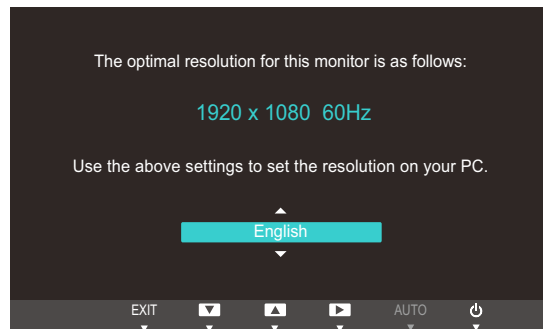 The optimal resolution for this monitor is as follows:
1920 x 1080 60Hz
Use the above settings to set the resolution on your PC.
English
EXIT AUTO